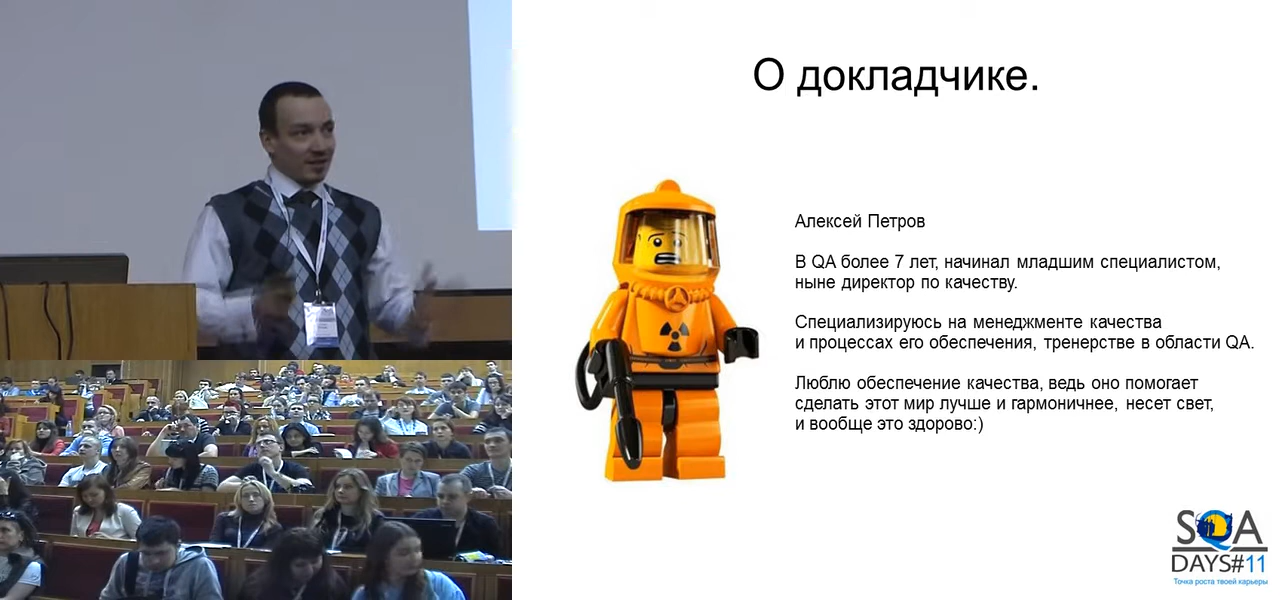 О докладчике.
Алексей Петров
В QA более 7 лет, начинал младшим специалистом,
ныне директор по качеству.
Специализируюсь на менеджменте качества
и процессах его обеспечения, тренерстве в области QA.
Люблю обеспечение качества, ведь оно помогает
сделать этот мир лучше и гармоничнее, несет свет,
и вообще это здорово:)
SQA
DAYS#11
Точка роста твоей карьеры